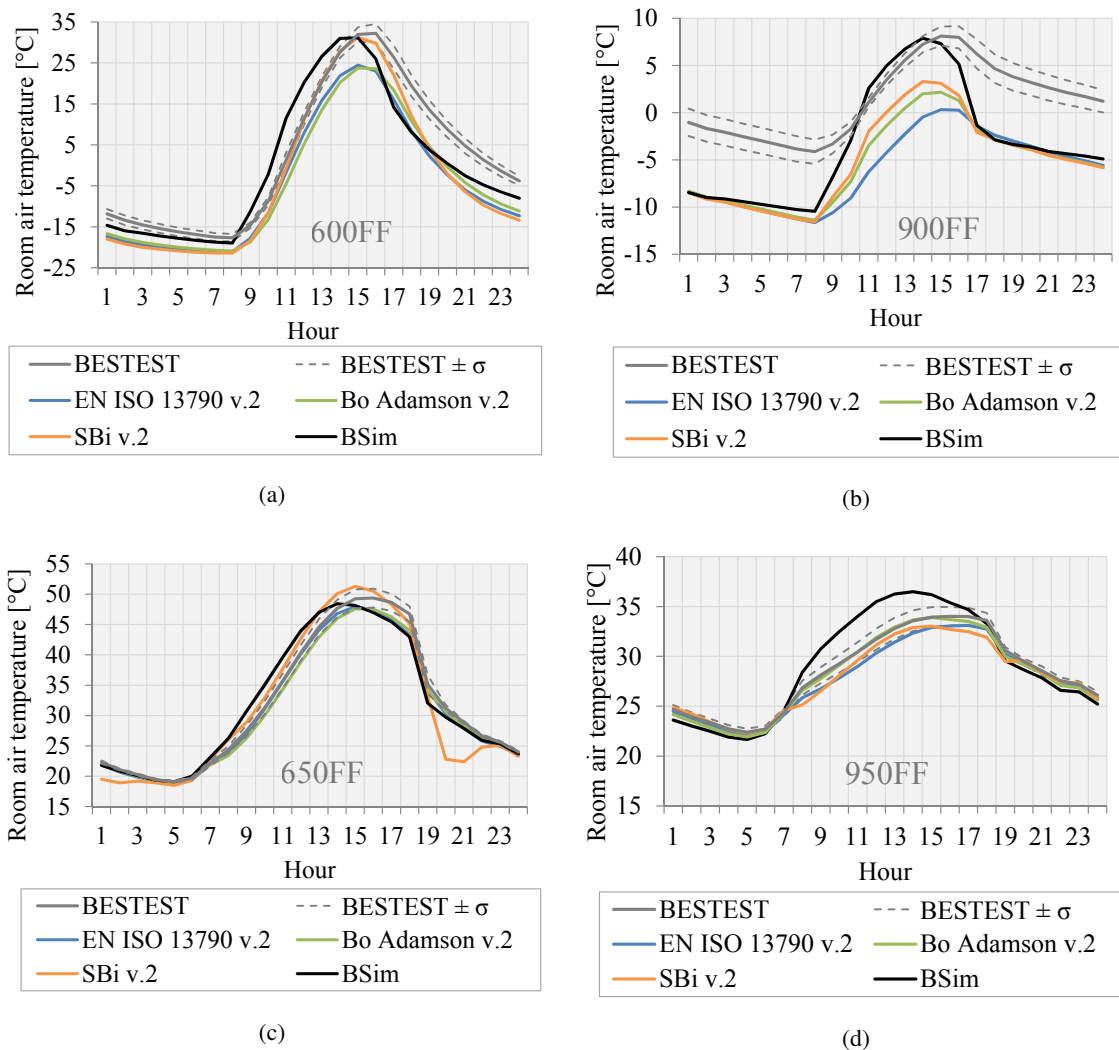 Room air temperature [°C]
35
25
15
5
-5
-15
-25
600FF
1 3 5 7 9 11 13 15 17 19 21 23
Hour
BESTEST
BESTEST ± σ
EN ISO 13790 v.2
Bo Adamson v.2
SBi v.2
BSim
(a)
Room air temperature [°C]
10
5
0
-5
-10
-15
900FF
1 3 5 7 9 11 13 15 17 19 21 23
Hour
BESTEST
BESTEST ± σ
EN ISO 13790 v.2
Bo Adamson v.2
SBi v.2
BSim
(b)
Room air temperature [°C]
55
50
45
40
35
30
25
20
15
650FF
1 3 5 7 9 11 13 15 17 19 21 23
Hour
BESTEST
BESTEST ± σ
EN ISO 13790 v.2
Bo Adamson v.2
SBi v.2
BSim
(c)
Room air temperature [°C]
40
35
30
25
20
15
950FF
1 3 5 7 9 11 13 15 17 19 21 23
Hour
BESTEST
BESTEST ± σ
EN ISO 13790 v.2
Bo Adamson v.2
SBi v.2
BSim
(d)